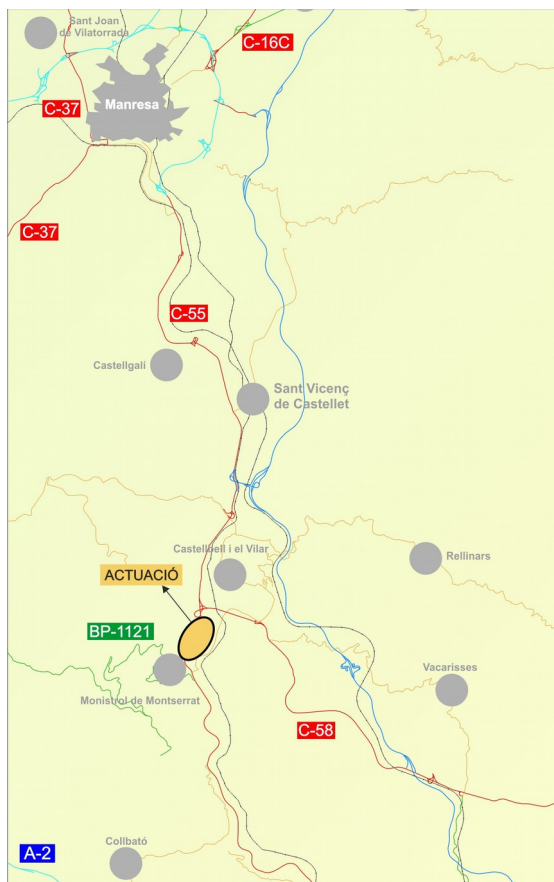 Sant Joan
de Vilatorrada
C-16C
Manresa
C-37
C-37
C-55
Castellgalí
Sant Vicenç
de Castellet
Castellbell i el Vilar
Rellinars
ACTUACIÓ
BP-1121
Vacarisses
Monistrol de Montserrat
C-58
Collbató
A-2